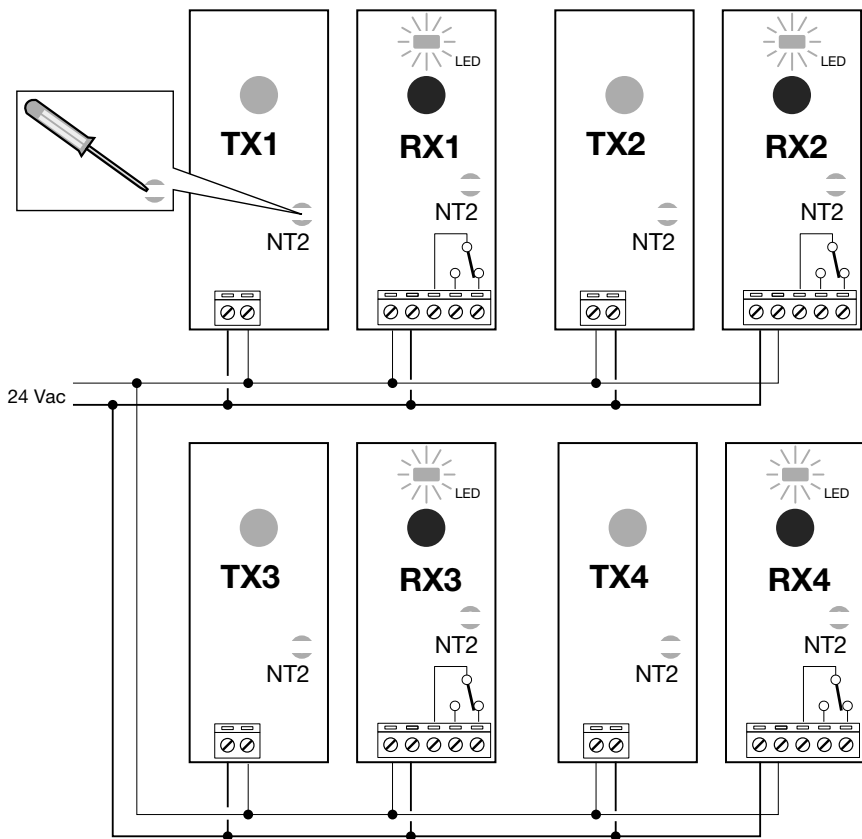 LED
LED
TX1
RX1
TX2
RX2
NT2
NT2
NT2
NT2
24 Vac
LED
LED
TX3
RX3
TX4
RX4
NT2
NT2
NT2
NT2